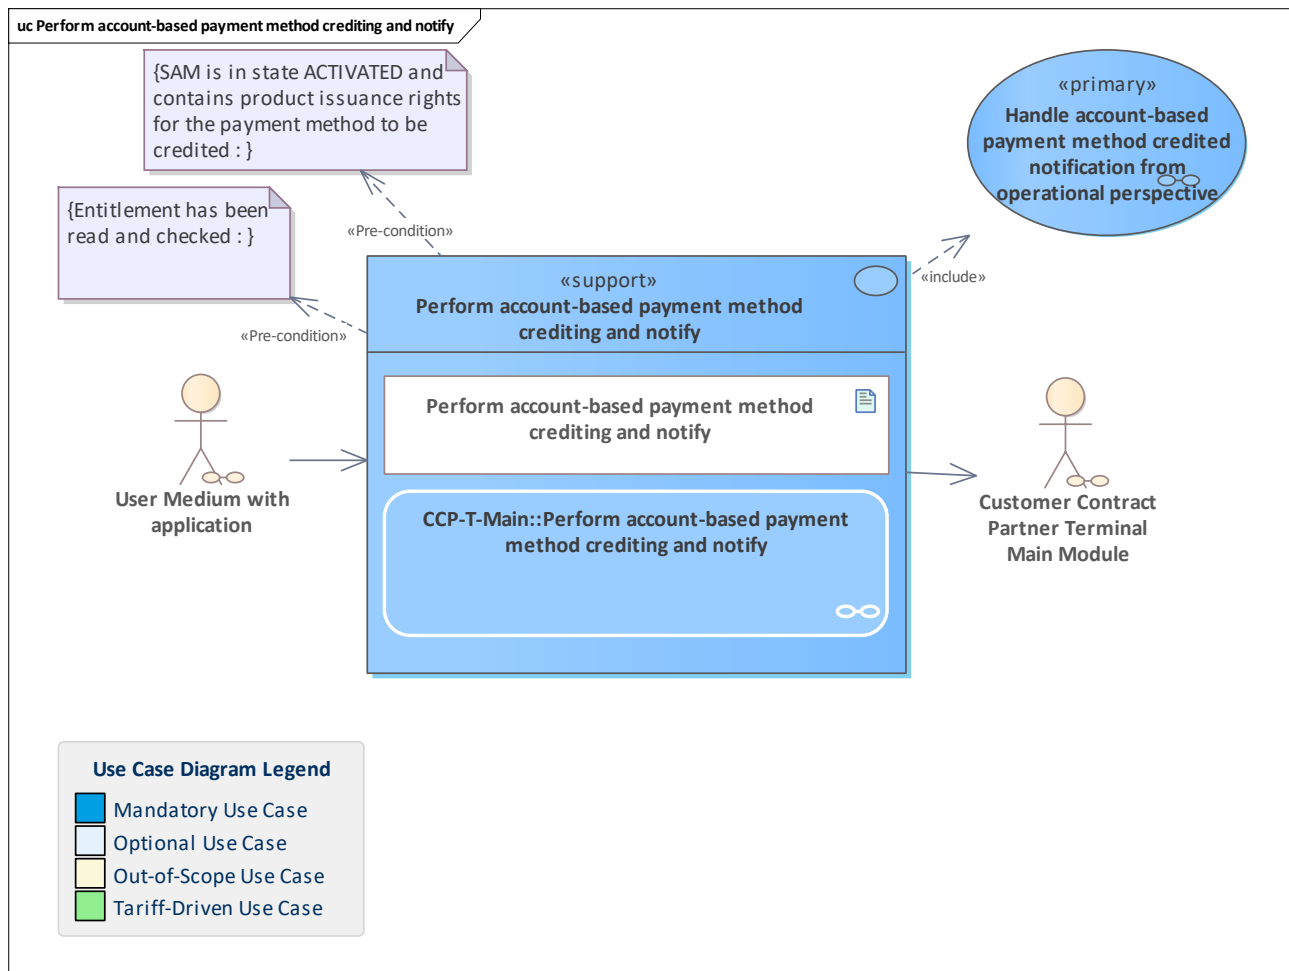 uc Perform account-based payment method crediting and notify
{SAM is in state ACTIVATED and
contains product issuance rights
for the payment method to be
credited : }
«primary»
Handle account-based
payment method credited
notification from
operational perspective
{Entitlement has been
read and checked : }
«Pre-condition»
«include»
«Pre-condition»
«support»
Perform account-based payment method
crediting and notify
Perform account-based payment method
crediting and notify
User Medium with
application
CCP-T-Main::Perform account-based payment
method crediting and notify
Customer Contract
Partner Terminal
Main Module
Use Case Diagram Legend
Mandatory Use Case
Optional Use Case
Out-of-Scope Use Case
Tariff-Driven Use Case